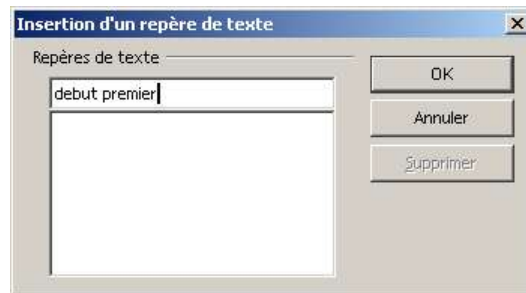 Insertion d'un repère de texte
Repères de texte
debut premier
OK
Annuler
Supprimer